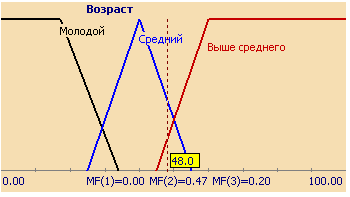 Возраст
Молодой
Средний
Выше среднего
48.0
0.00 MF(1)=0.00 MF(2)=0.47 MF(3)=0.20 100.00